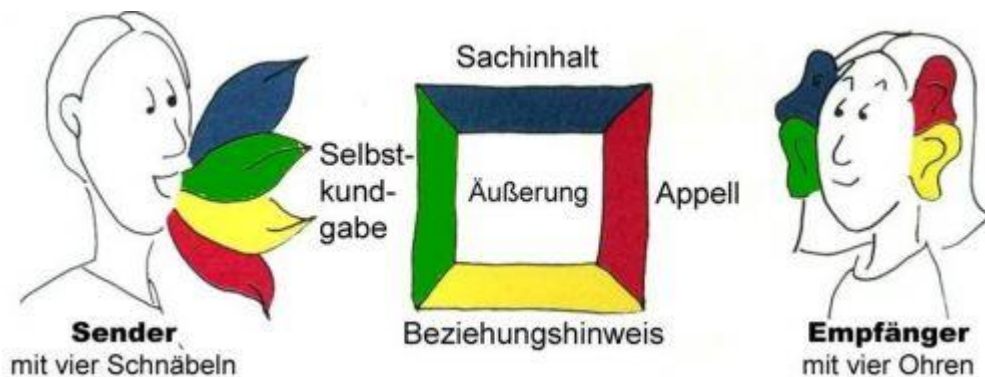 Sachinhalt
Selbst-
kund-
gabe
Äußerung
Appell
Beziehungshinweis
Sender
mit vier Schnäbeln
Empfänger
mit vier Ohren